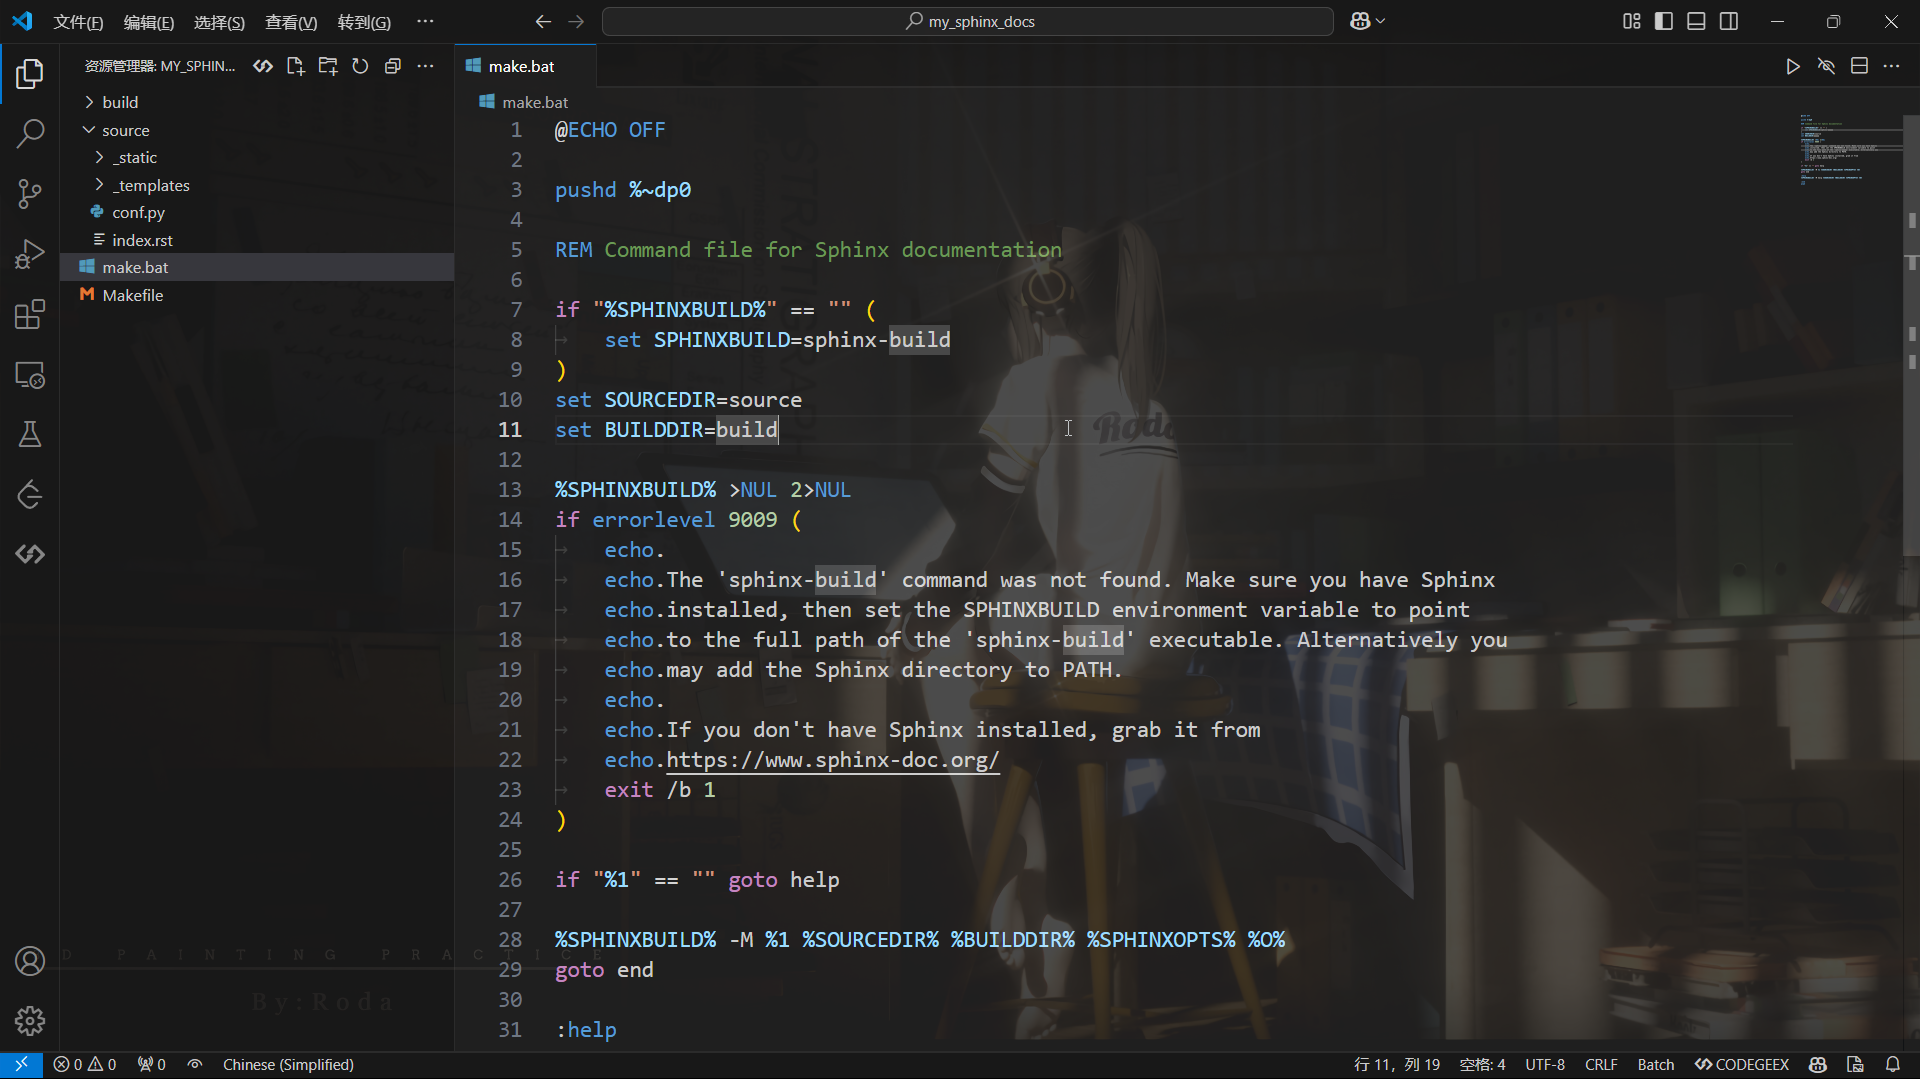 文件(F) 编辑(E) 选择(S) 查看(V) 转到(G) ··· my_sphinx_docs
资源管理器: MY_SPHIN... ···
build
source
_static
_templates
conf.py
index.rst
make.bat
Makefile
make.bat
make.bat
1 @ECHO OFF
2
3 pushd %~dp0
4
5 REM Command file for Sphinx documentation
6
7 if "%SPHINXBUILD%" == "" (
8 set SPHINXBUILD=sphinx-build
9 )
10 set SOURCEDIR=source
11 set BUILDDIR=build
12
13 %SPHINXBUILD% >NUL 2>NUL
14 if errorlevel 9009 (
15 echo.
16 echo.The 'sphinx-build' command was not found. Make sure you have Sphinx
17 echo.installed, then set the SPHINXBUILD environment variable to point
18 echo.to the full path of the 'sphinx-build' executable. Alternatively you
19 echo.may add the Sphinx directory to PATH.
20 echo.
21 echo.If you don't have Sphinx installed, grab it from
22 echo.https://www.sphinx-doc.org/
23 exit /b 1
24 )
25
26 if "%1" == "" goto help
27
28 %SPHINXBUILD% -M %1 %SOURCEDIR% %BUILDDIR% %SPHINXOPTS% %O%
29 goto end
30
31 :help
Roda
D PAINTING PRACTICE
By:Roda
0 0 0 Chinese (Simplified) 行 11，列 19 空格: 4 UTF-8 CRLF Batch CODEGEEX